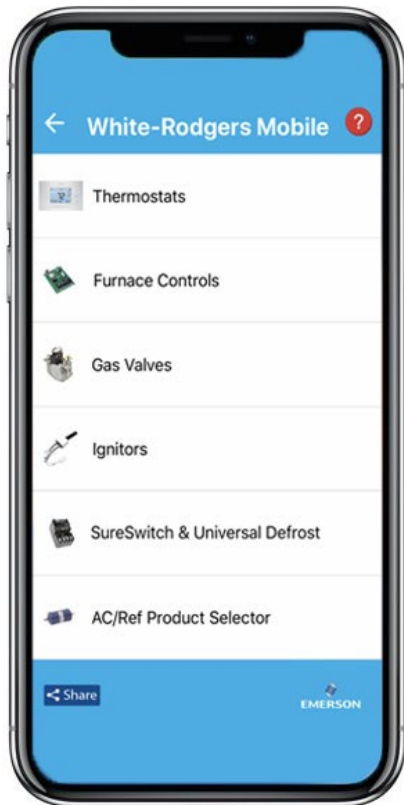 White-Rodgers Mobile ?
Thermostats
Furnace Controls
Gas Valves
Ignitors
SureSwitch & Universal Defrost
AC/Ref Product Selector
Share
EMERSON